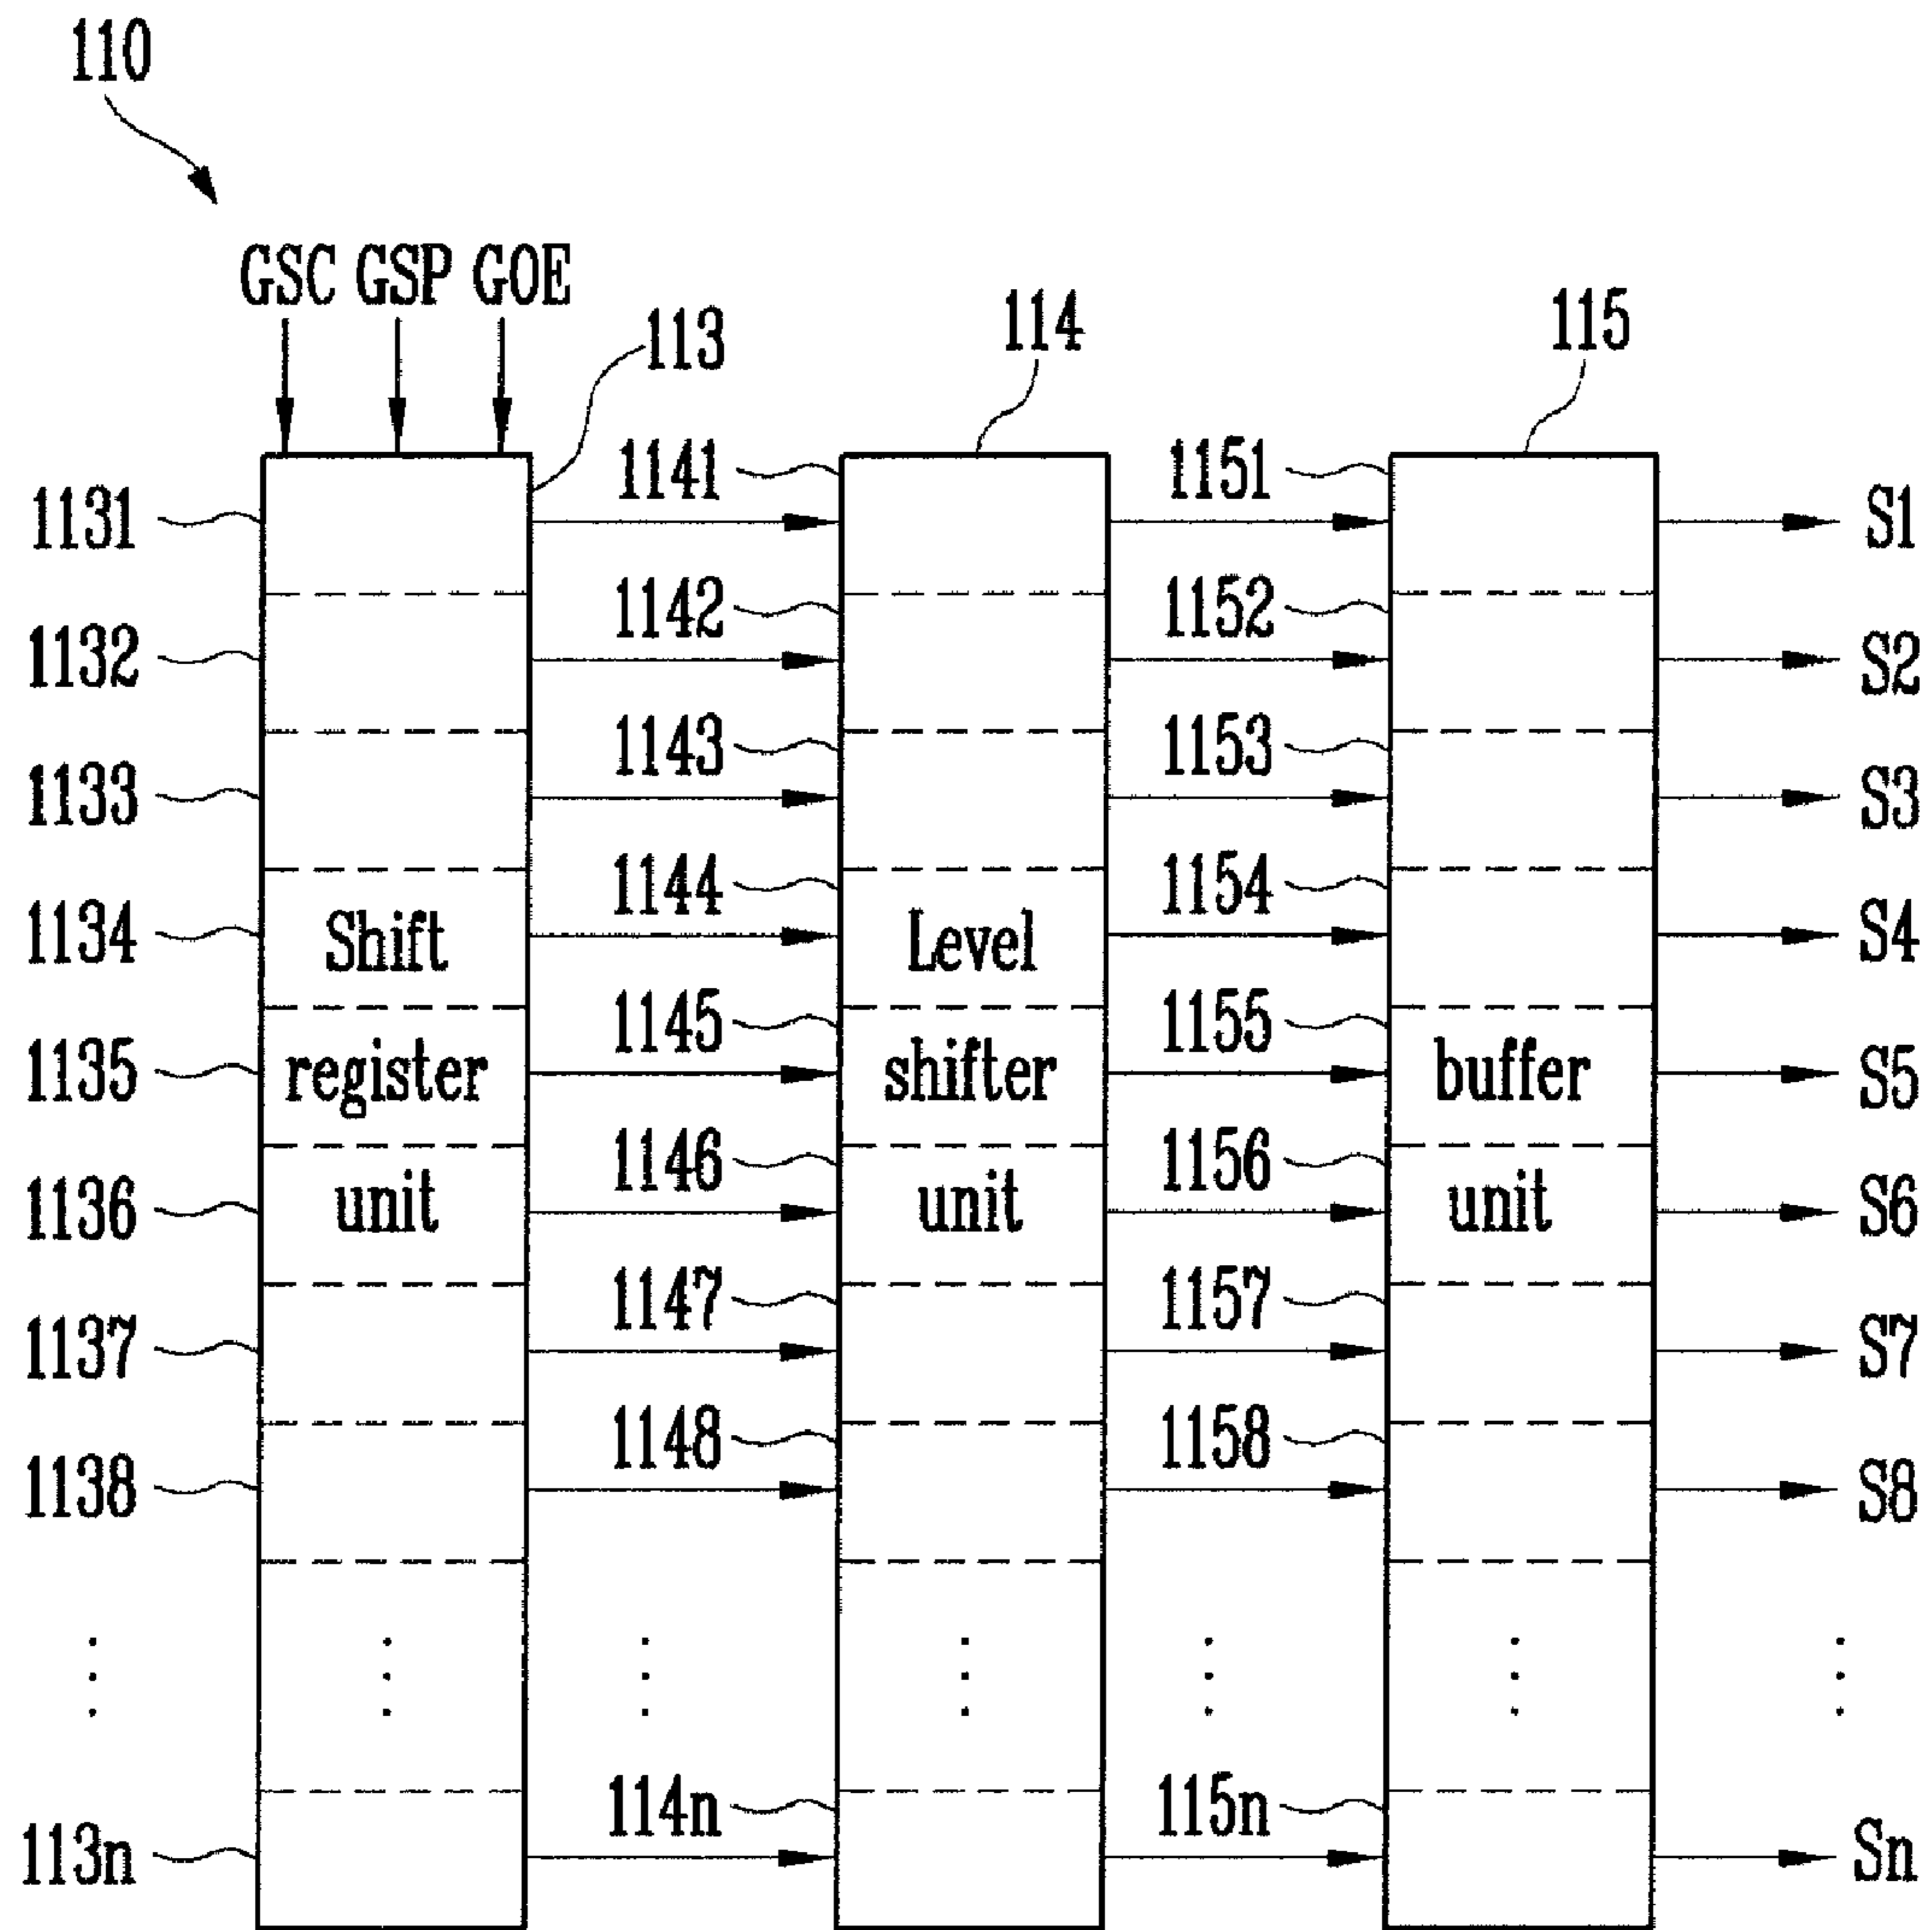 110
GSC GSP GOE
113
114
115
1131
1141
1151
S1
1132
1142
1152
S2
1133
1143
1153
S3
1134
Shift
1144
Level
1154
S4
1135
register
1145
shifter
1155
buffer
S5
1136
unit
1146
unit
1156
unit
S6
1137
1147
1157
S7
1138
1148
1158
S8
113n
114n
115n
Sn